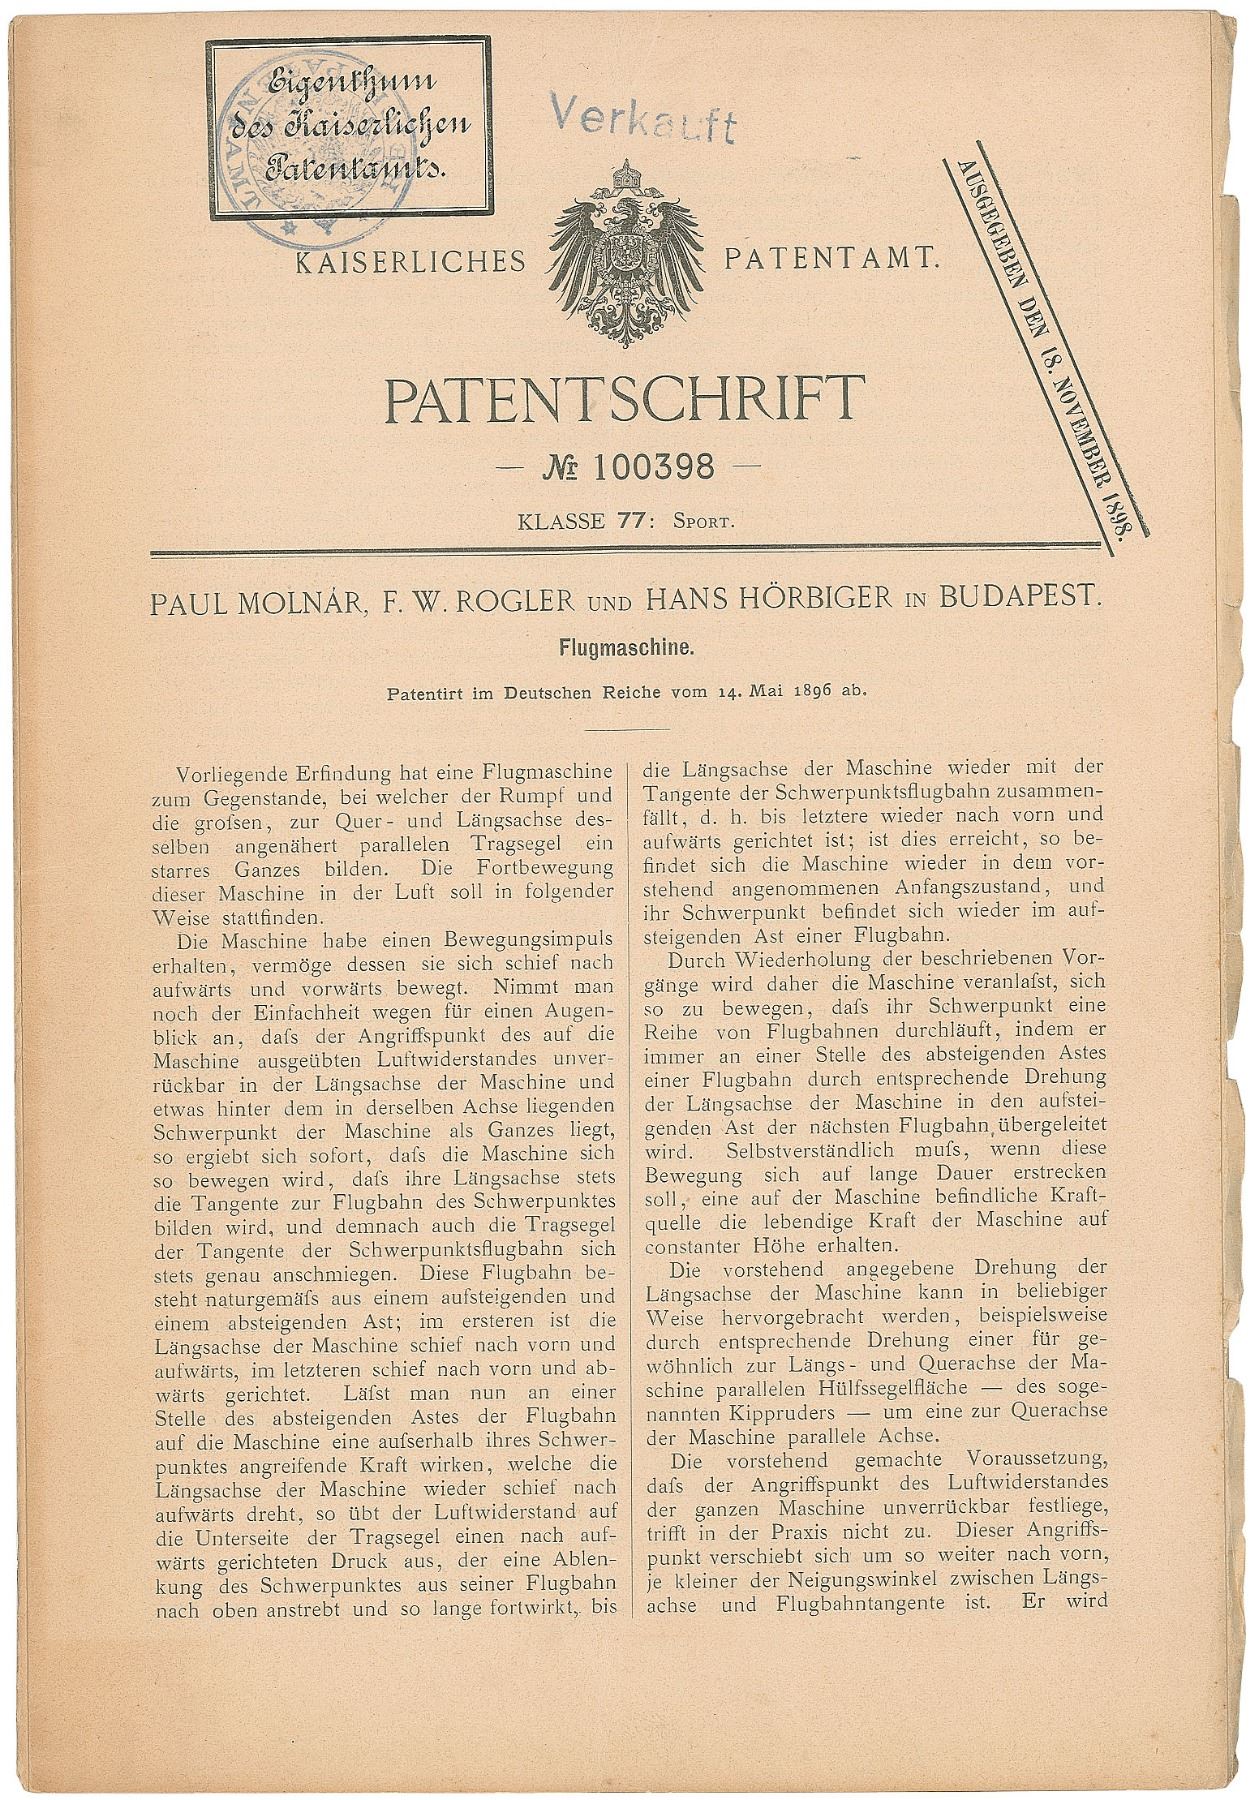 Eigenthum
des Kaiserlichen
Patentamts.
Verkauft
KAISERLICHES PATENTAMT.
AUSGEGEBEN DEN 18. NOVEMBER 1898.
PATENTSCHRIFT
— № 100398 —
KLASSE 77: SPORT.
PAUL MOLNÁR, F. W. ROGLER UND HANS HÖRBIGER IN BUDAPEST.
Flugmaschine.
Patentirt im Deutschen Reiche vom 14. Mai 1896 ab.
Vorliegende Erfindung hat eine Flugmaschine
zum Gegenstande, bei welcher der Rumpf und
die grofsen, zur Quer- und Längsachse des-
selben angenähert parallelen Tragsegel ein
starres Ganzes bilden. Die Fortbewegung
dieser Maschine in der Luft soll in folgender
Weise stattfinden.
Die Maschine habe einen Bewegungsimpuls
erhalten, vermöge dessen sie sich schief nach
aufwärts und vorwärts bewegt. Nimmt man
noch der Einfachheit wegen für einen Augen-
blick an, dafs der Angriffspunkt des auf die
Maschine ausgeübten Luftwiderstandes unver-
rückbar in der Längsachse der Maschine und
etwas hinter dem in derselben Achse liegenden
Schwerpunkt der Maschine als Ganzes liegt,
so ergiebt sich sofort, dafs die Maschine sich
so bewegen wird, dafs ihre Längsachse stets
die Tangente zur Flugbahn des Schwerpunktes
bilden wird, und demnach auch die Tragsegel
der Tangente der Schwerpunktsflugbahn sich
stets genau anschmiegen. Diese Flugbahn be-
steht naturgemäfs aus einem aufsteigenden und
einem absteigenden Ast; im ersteren ist die
Längsachse der Maschine schief nach vorn und
aufwärts, im letzteren schief nach vorn und ab-
wärts gerichtet. Läfst man nun an einer
Stelle des absteigenden Astes der Flugbahn
auf die Maschine eine aufserhalb ihres Schwer-
punktes angreifende Kraft wirken, welche die
Längsachse der Maschine wieder schief nach
aufwärts dreht, so übt der Luftwiderstand auf
die Unterseite der Tragsegel einen nach auf-
wärts gerichteten Druck aus, der eine Ablen-
kung des Schwerpunktes aus seiner Flugbahn
nach oben anstrebt und so lange fortwirkt, bis
die Längsachse der Maschine wieder mit der
Tangente der Schwerpunktsflugbahn zusammen-
fällt, d. h. bis letztere wieder nach vorn und
aufwärts gerichtet ist; ist dies erreicht, so be-
findet sich die Maschine wieder in dem vor-
stehend angenommenen Anfangszustand, und
ihr Schwerpunkt befindet sich wieder im auf-
steigenden Ast einer Flugbahn.
Durch Wiederholung der beschriebenen Vor-
gänge wird daher die Maschine veranlafst, sich
so zu bewegen, dafs ihr Schwerpunkt eine
Reihe von Flugbahnen durchläuft, indem er
immer an einer Stelle des absteigenden Astes
einer Flugbahn durch entsprechende Drehung
der Längsachse der Maschine in den aufstei-
genden Ast der nächsten Flugbahn übergeleitet
wird. Selbstverständlich mufs, wenn diese
Bewegung sich auf lange Dauer erstrecken
soll, eine auf der Maschine befindliche Kraft-
quelle die lebendige Kraft der Maschine auf
constanter Höhe erhalten.
Die vorstehend angegebene Drehung der
Längsachse der Maschine kann in beliebiger
Weise hervorgebracht werden, beispielsweise
durch entsprechende Drehung einer für ge-
wöhnlich zur Längs- und Querachse der Ma-
schine parallelen Hülfssegelfläche — des soge-
nannten Kippruders — um eine zur Querachse
der Maschine parallele Achse.
Die vorstehend gemachte Voraussetzung,
dafs der Angriffspunkt des Luftwiderstandes
der ganzen Maschine unverrückbar festliege,
trifft in der Praxis nicht zu. Dieser Angriffs-
punkt verschiebt sich um so weiter nach vorn,
je kleiner der Neigungswinkel zwischen Längs-
achse und Flugbahntangente ist. Er wird